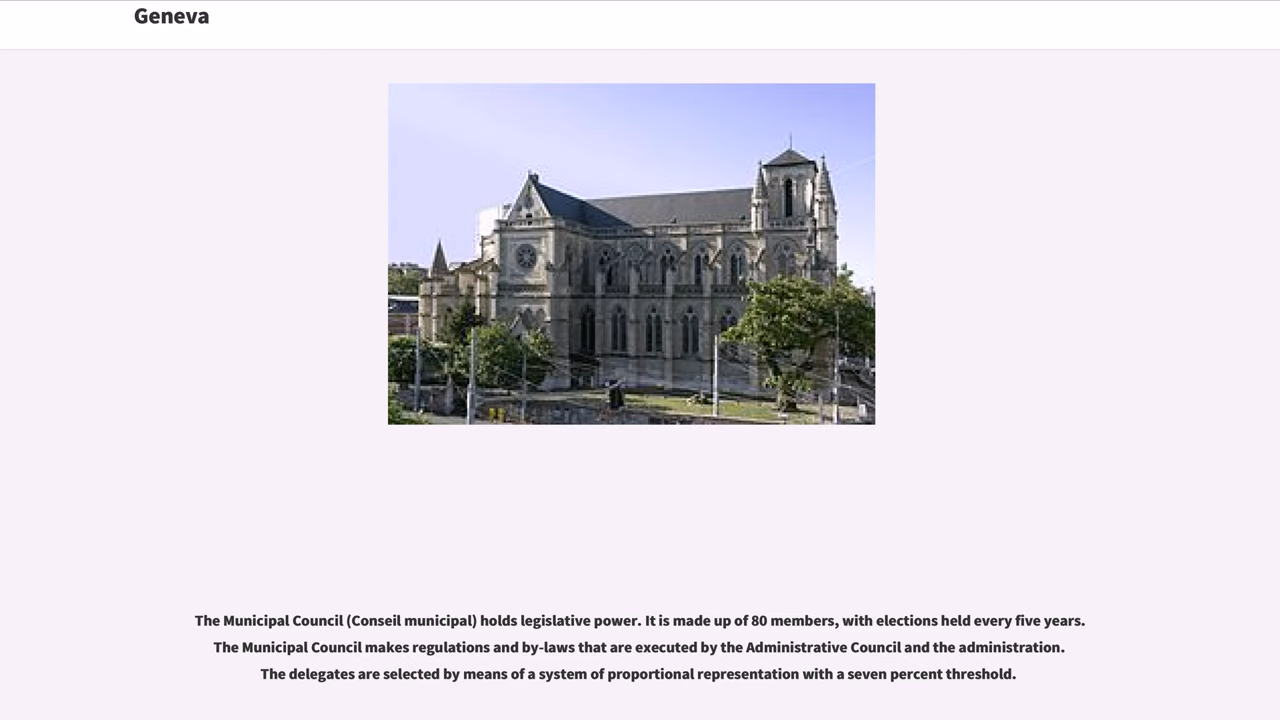 Geneva
The Municipal Council (Conseil municipal) holds legislative power. It is made up of 80 members, with elections held every five years.
The Municipal Council makes regulations and by-laws that are executed by the Administrative Council and the administration.
The delegates are selected by means of a system of proportional representation with a seven percent threshold.